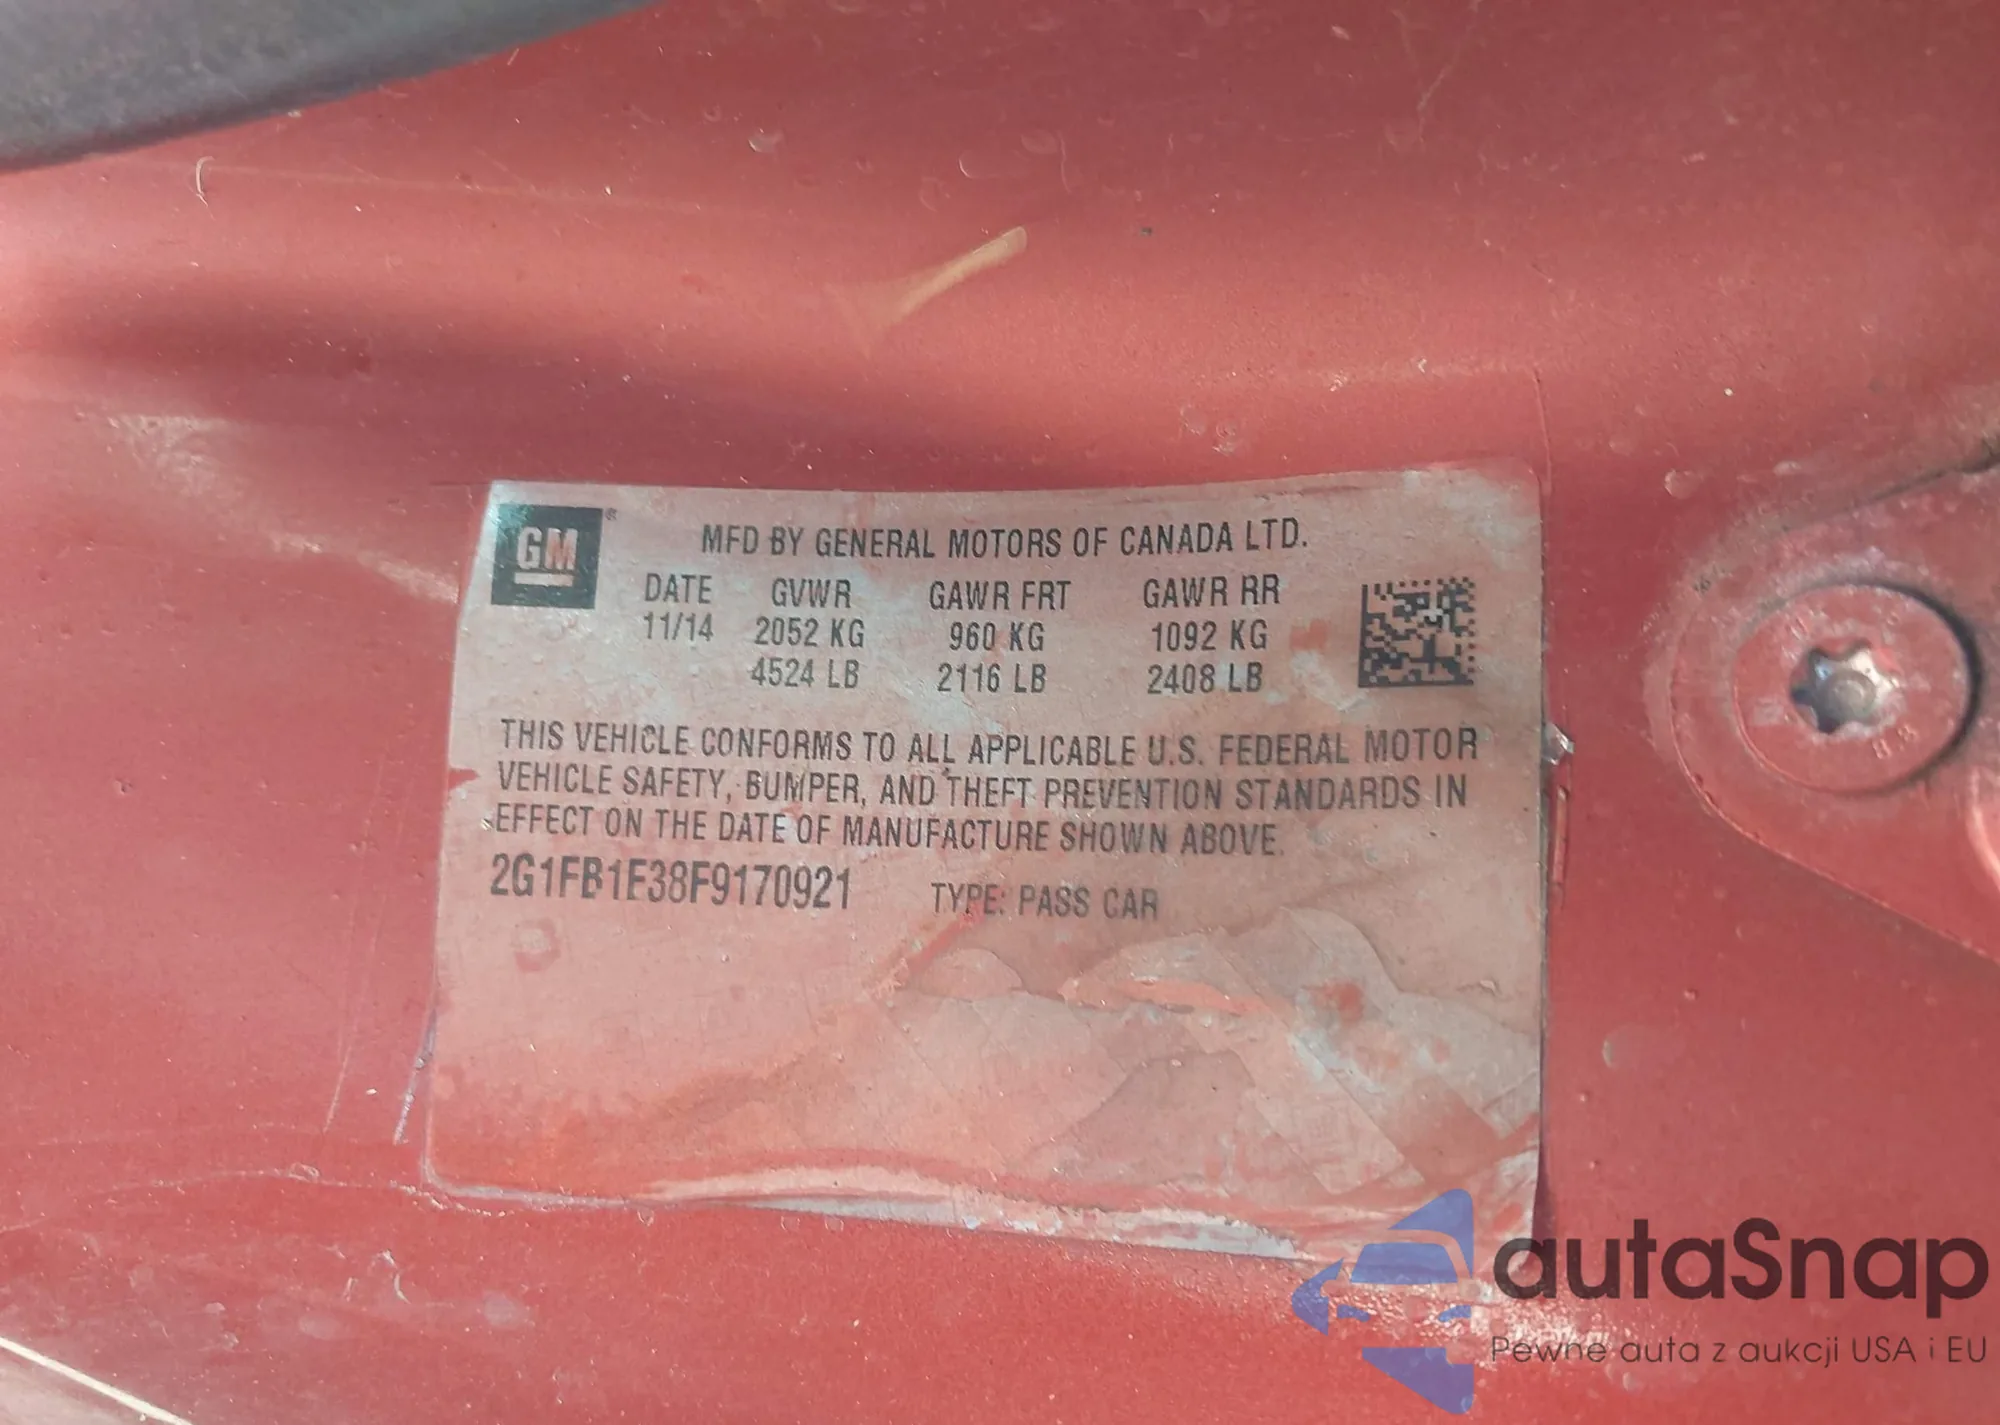 GM®
MFD BY GENERAL MOTORS OF CANADA LTD.
DATE GVWR GAWR FRT GAWR RR
11/14 2052 KG 960 KG 1092 KG
4524 LB 2116 LB 2408 LB
THIS VEHICLE CONFORMS TO ALL APPLICABLE U.S. FEDERAL MOTOR
VEHICLE SAFETY, BUMPER, AND THEFT PREVENTION STANDARDS IN
EFFECT ON THE DATE OF MANUFACTURE SHOWN ABOVE.
2G1FB1E38F9170921 TYPE: PASS CAR
8.8
autaSnap
Pewne auta z aukcji USA i EU